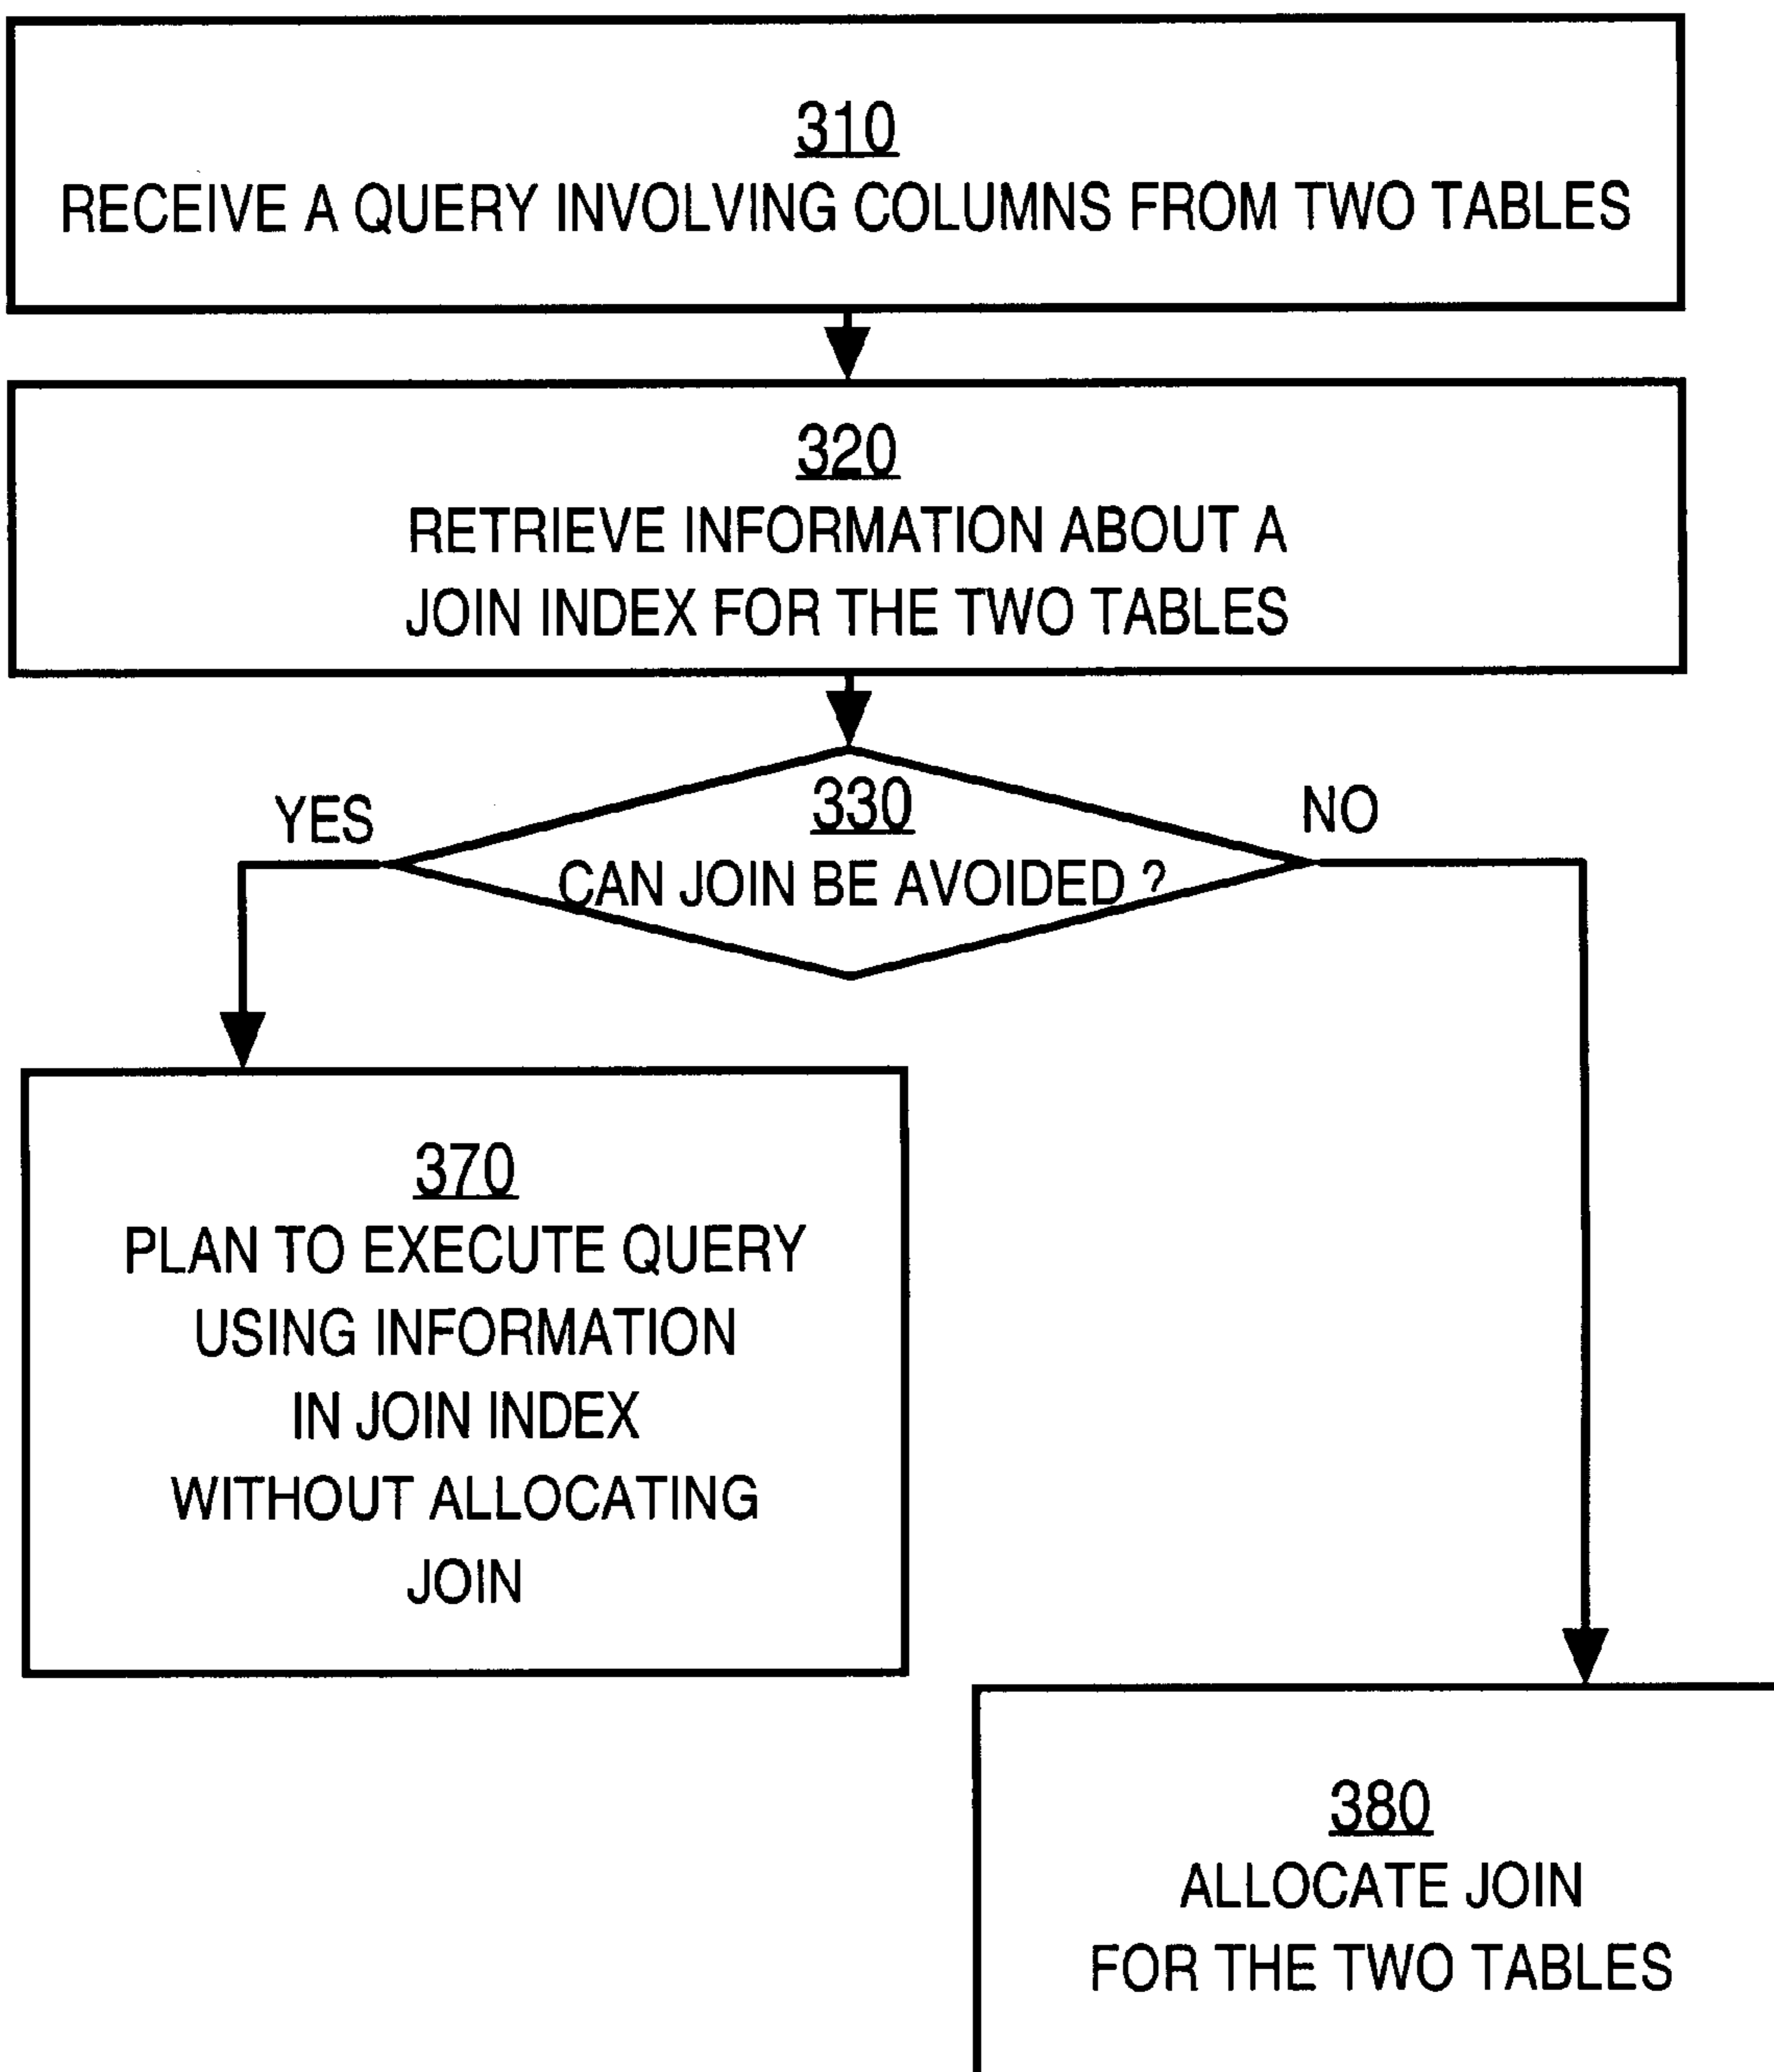 310
RECEIVE A QUERY INVOLVING COLUMNS FROM TWO TABLES
320
RETRIEVE INFORMATION ABOUT A
JOIN INDEX FOR THE TWO TABLES
YES
330
NO
CAN JOIN BE AVOIDED ?
370
PLAN TO EXECUTE QUERY
USING INFORMATION
IN JOIN INDEX
WITHOUT ALLOCATING
JOIN
380
ALLOCATE JOIN
FOR THE TWO TABLES